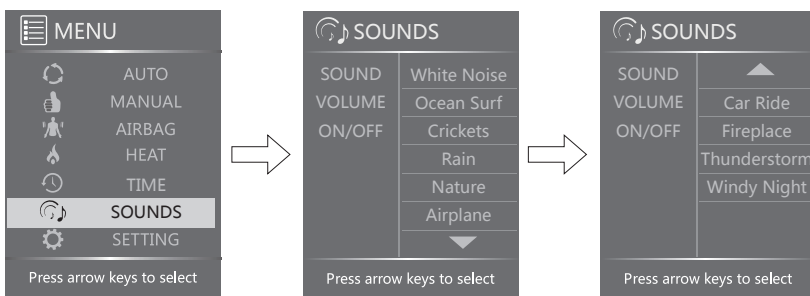 MENU
AUTO
MANUAL
AIRBAG
HEAT
TIME
SOUNDS
SETTING
Press arrow keys to select
SOUNDS
SOUND
VOLUME
ON/OFF
White Noise
Ocean Surf
Crickets
Rain
Nature
Airplane
Press arrow keys to select
SOUNDS
SOUND
VOLUME
ON/OFF
Car Ride
Fireplace
Thunderstorm
Windy Night
Press arrow keys to select